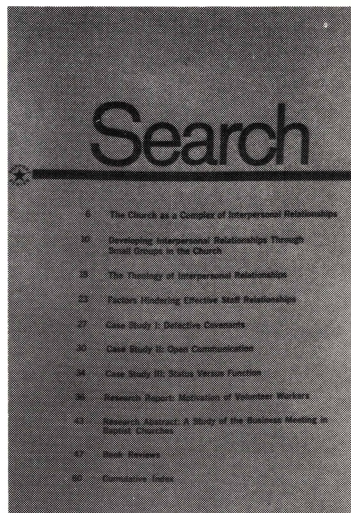 Search
6 The Church as a Complex of Interpersonal Relationships
10 Developing Interpersonal Relationships Through
Small Groups in the Church
The Theology of Interpersonal Relationships
23 Factors Hindering Effective Staff Relationships
27 Case Study I: Defective Covenants
30 Case Study II: Open Communication
34 Case Study III: Status Versus Function
36 Research Report: Motivation of Volunteer Workers
43 Research Abstract: A Study of the Business Meeting in
Baptist Churches
47 Book Reviews
60 Cumulative Index